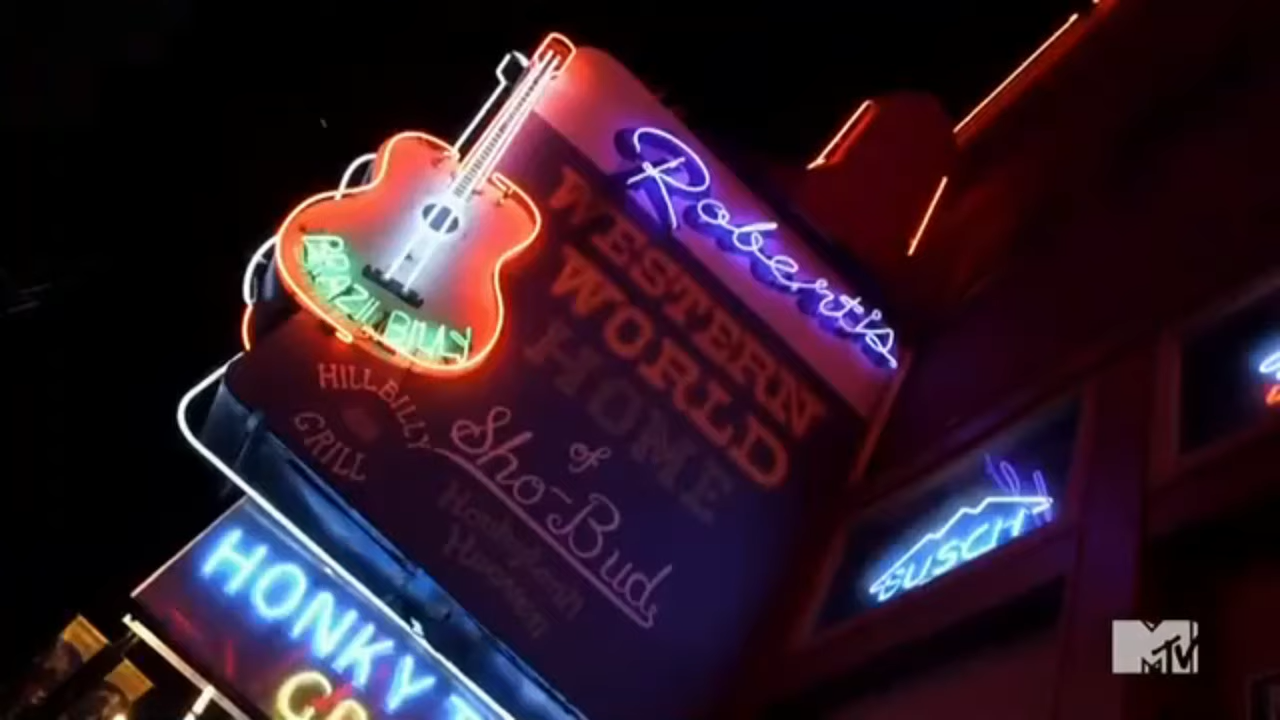 Robert's
WESTERN
WORLD
HOME
of
Sho-Bud
BRAZILBILLY
HILLBILLY
GRILL
HONKY
BUSCH
MTV